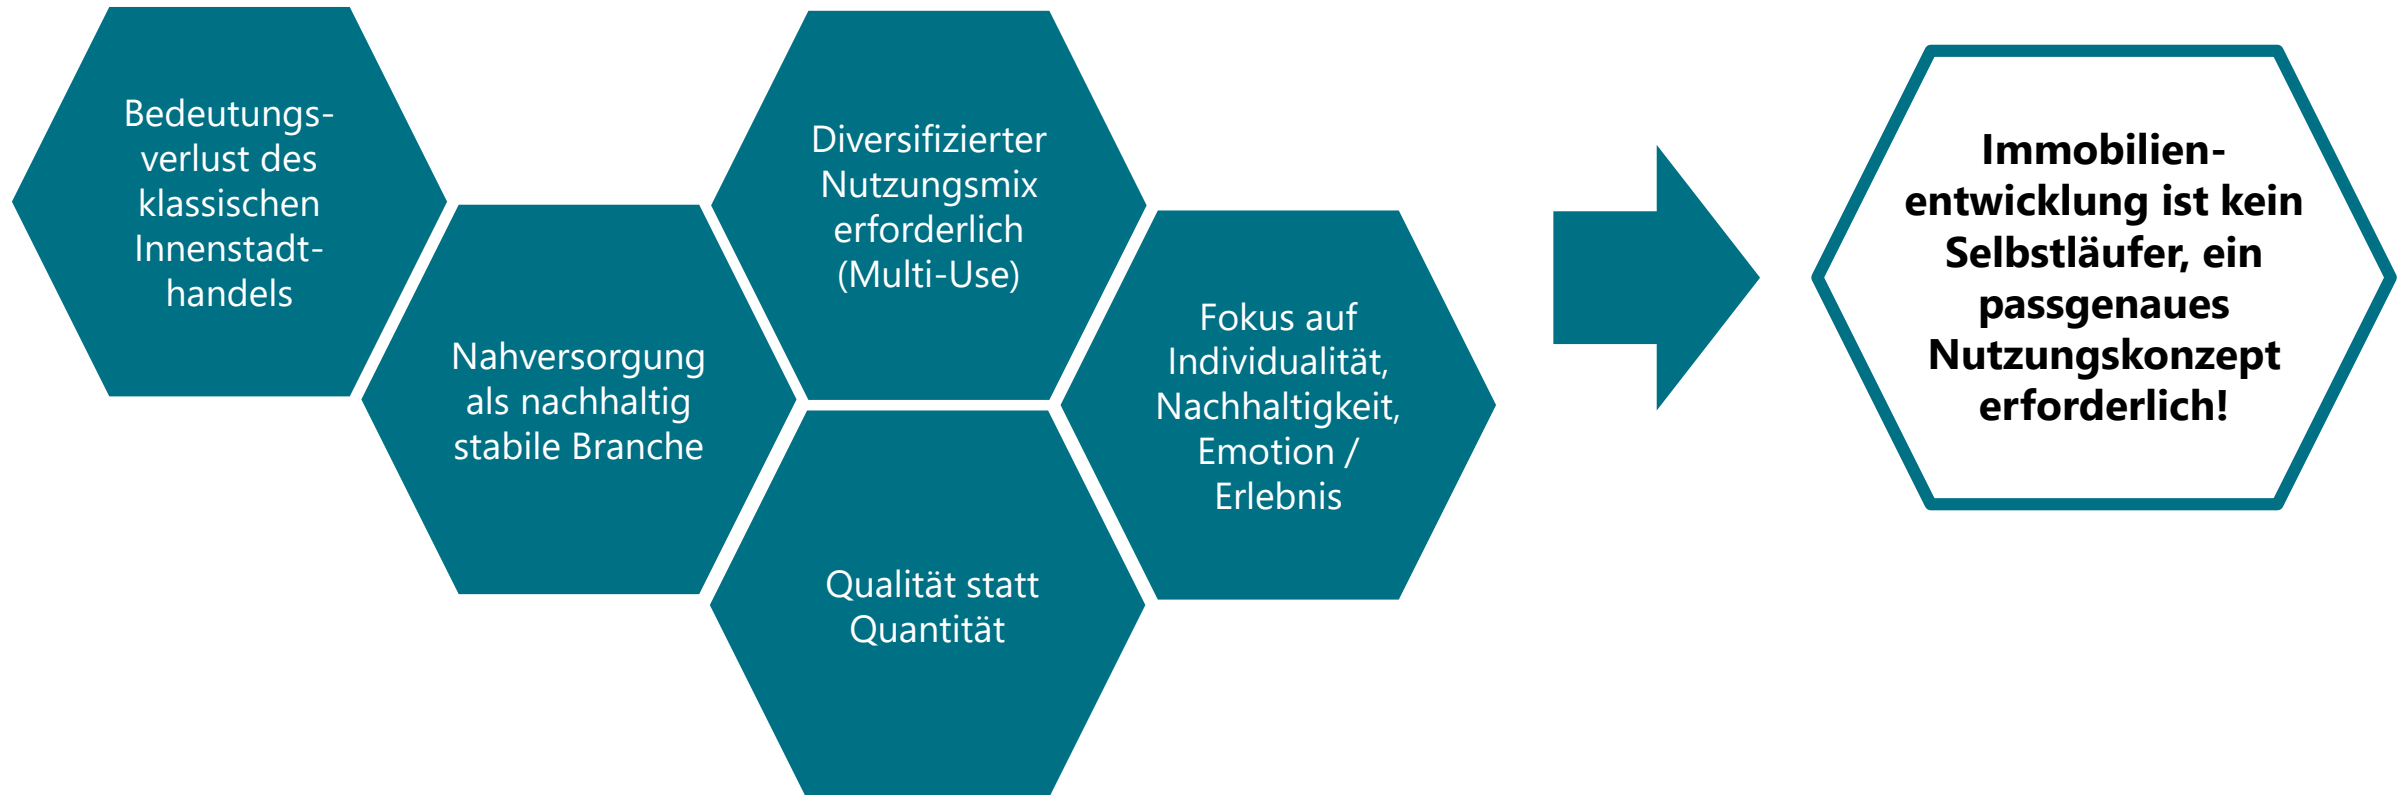 Bedeutungs-
verlust des
klassischen
Innenstadt-
handels
Nahversorgung
als nachhaltig
stabile Branche
Diversifizierter
Nutzungsmix
erforderlich
(Multi-Use)
Qualität statt
Quantität
Fokus auf
Individualität,
Nachhaltigkeit,
Emotion /
Erlebnis
Immobilien-
entwicklung ist kein
Selbstläufer, ein
passgenaues
Nutzungskonzept
erforderlich!